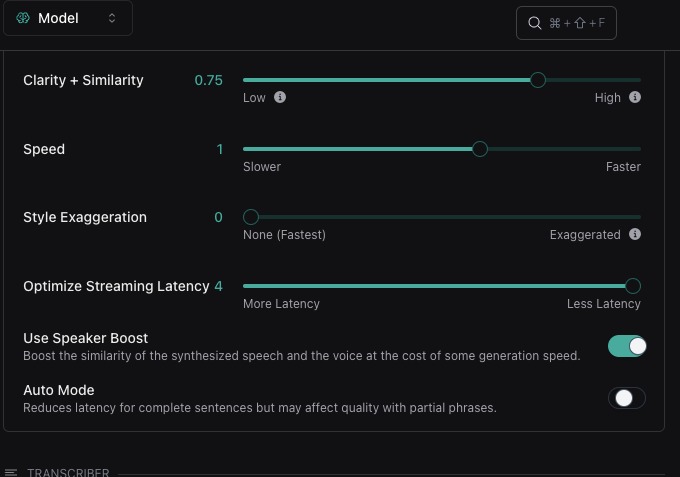 Model
⌘ + ⇧ + F
Clarity + Similarity 0.75
Low High
Speed 1
Slower Faster
Style Exaggeration 0
None (Fastest) Exaggerated
Optimize Streaming Latency 4
More Latency Less Latency
Use Speaker Boost
Boost the similarity of the synthesized speech and the voice at the cost of some generation speed.
Auto Mode
Reduces latency for complete sentences but may affect quality with partial phrases.
TRANSCRIBER